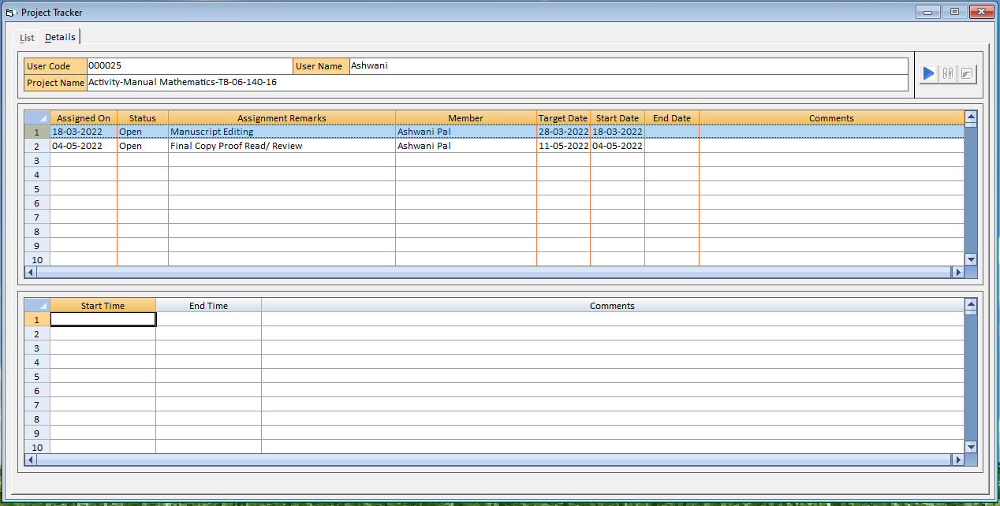 Project Tracker
List Details
User Code 000025 User Name Ashwani
Project Name Activity-Manual Mathematics-TB-06-140-16
Assigned On Status Assignment Remarks Member Target Date Start Date End Date Comments
1 18-03-2022 Open Manuscript Editing Ashwani Pal 28-03-2022 18-03-2022
2 04-05-2022 Open Final Copy Proof Read/ Review Ashwani Pal 11-05-2022 04-05-2022
3
4
5
6
7
8
9
10
Start Time End Time Comments
1
2
3
4
5
6
7
8
9
10